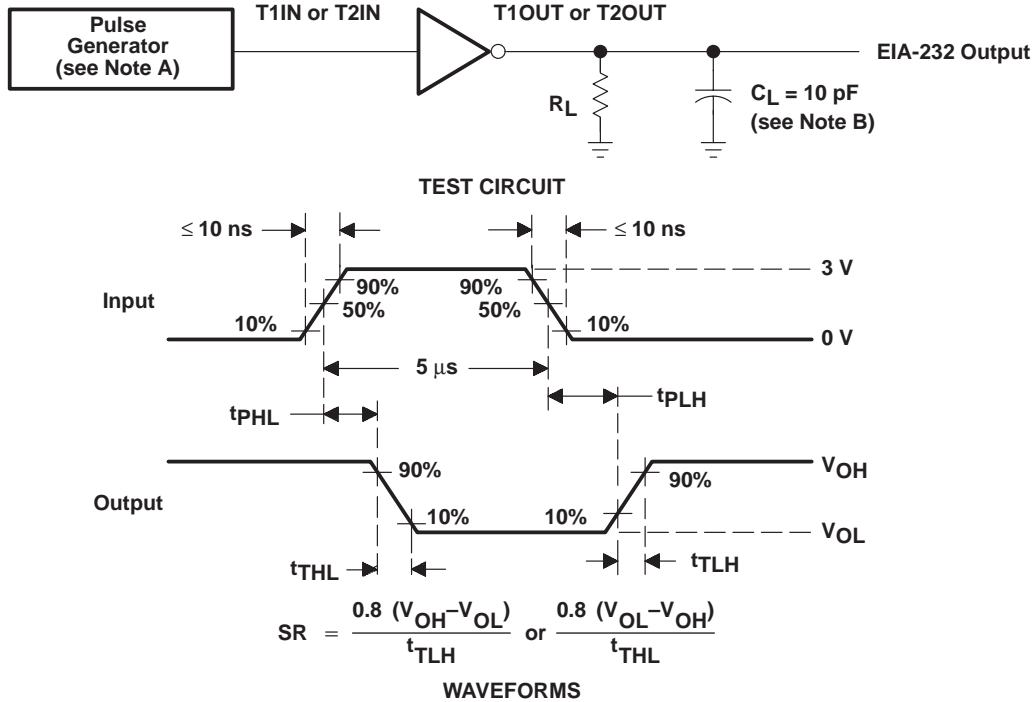 T1IN or T2IN T1OUT or T2OUT
Pulse
Generator
(see Note A)
EIA-232 Output
RL
CL = 10 pF
(see Note B)
TEST CIRCUIT
≤ 10 ns ≤ 10 ns
3 V
90% 90%
Input 50% 50%
10% 10%
0 V
5 μs
tPHL tPLH
VOH
90% 90%
Output
10% 10%
VOL
tTHL tTLH
SR = 0.8 (VOH–VOL) / tTLH or 0.8 (VOL–VOH) / tTHL
WAVEFORMS